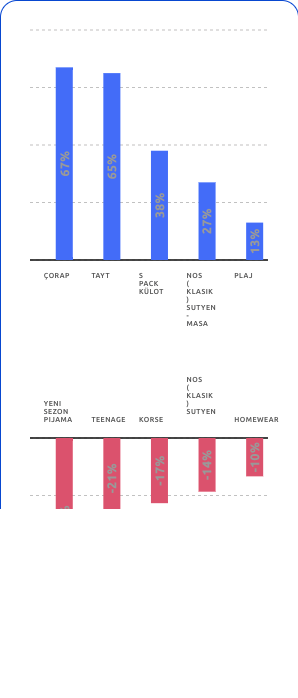 67%
65%
38%
27%
13%
ÇORAP
TAYT
S
PACK
KÜLOT
NOS
(
KLASIK
)
SUTYEN
-
MASA
PLAJ
YENI
SEZON
PIJAMA
TEENAGE
KORSE
NOS
(
KLASIK
)
SUTYEN
HOMEWEAR
%
-21%
-17%
-14%
-10%